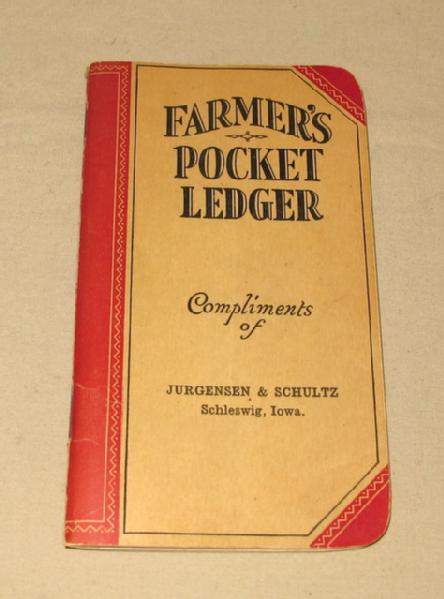 FARMER'S
POCKET
LEDGER
Compliments
of
JURGENSEN & SCHULTZ
Schleswig, Iowa.